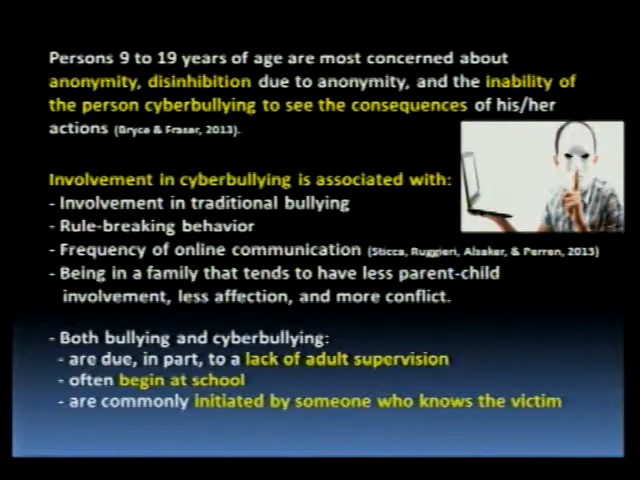 Persons 9 to 19 years of age are most concerned about
anonymity, disinhibition due to anonymity, and the inability of
the person cyberbullying to see the consequences of his/her
actions (Bryce & Fraser, 2013).
Involvement in cyberbullying is associated with:
- Involvement in traditional bullying
- Rule-breaking behavior
- Frequency of online communication (Sticca, Ruggieri, Alsaker, & Perren, 2013)
- Being in a family that tends to have less parent-child
involvement, less affection, and more conflict.
- Both bullying and cyberbullying:
- are due, in part, to a lack of adult supervision
- often begin at school
- are commonly initiated by someone who knows the victim